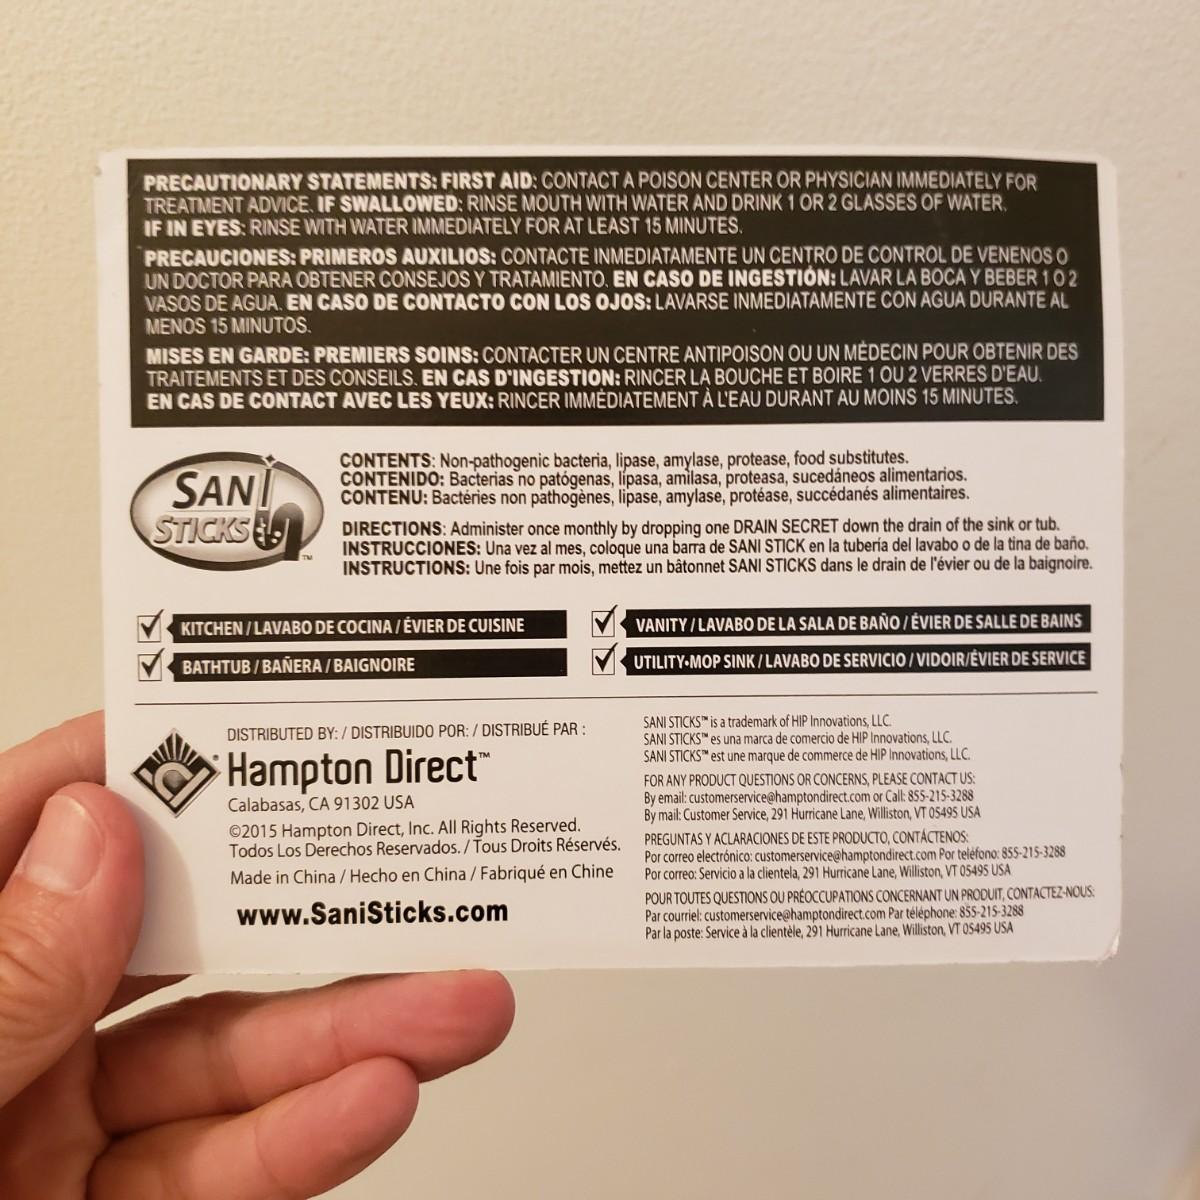 PRECAUTIONARY STATEMENTS: FIRST AID: CONTACT A POISON CENTER OR PHYSICIAN IMMEDIATELY FOR
TREATMENT ADVICE. IF SWALLOWED: RINSE MOUTH WITH WATER AND DRINK 1 OR 2 GLASSES OF WATER.
IF IN EYES: RINSE WITH WATER IMMEDIATELY FOR AT LEAST 15 MINUTES.
PRECAUCIONES: PRIMEROS AUXILIOS: CONTACTE INMEDIATAMENTE UN CENTRO DE CONTROL DE VENENOS O
UN DOCTOR PARA OBTENER CONSEJOS Y TRATAMIENTO. EN CASO DE INGESTIÓN: LAVAR LA BOCA Y BEBER 1 O 2
VASOS DE AGUA. EN CASO DE CONTACTO CON LOS OJOS: LAVARSE INMEDIATAMENTE CON AGUA DURANTE AL
MENOS 15 MINUTOS.
MISES EN GARDE: PREMIERS SOINS: CONTACTER UN CENTRE ANTIPOISON OU UN MÉDECIN POUR OBTENIR DES
TRAITEMENTS ET DES CONSEILS. EN CAS D'INGESTION: RINCER LA BOUCHE ET BOIRE 1 OU 2 VERRES D'EAU.
EN CAS DE CONTACT AVEC LES YEUX: RINCER IMMÉDIATEMENT À L'EAU DURANT AU MOINS 15 MINUTES.
SANI
STICKS™
CONTENTS: Non-pathogenic bacteria, lipase, amylase, protease, food substitutes.
CONTENIDO: Bacterias no patógenas, lipasa, amilasa, proteasa, sucedáneos alimentarios.
CONTENU: Bactéries non pathogènes, lipase, amylase, protéase, succédanés alimentaires.
DIRECTIONS: Administer once monthly by dropping one DRAIN SECRET down the drain of the sink or tub.
INSTRUCCIONES: Una vez al mes, coloque una barra de SANI STICK en la tubería del lavabo o de la tina de baño.
INSTRUCTIONS: Une fois par mois, mettez un bâtonnet SANI STICKS dans le drain de l'évier ou de la baignoire.
KITCHEN / LAVABO DE COCINA / ÉVIER DE CUISINE
VANITY / LAVABO DE LA SALA DE BAÑO / ÉVIER DE SALLE DE BAINS
BATHTUB / BAÑERA / BAIGNOIRE
UTILITY•MOP SINK / LAVABO DE SERVICIO / VIDOIR/ÉVIER DE SERVICE
DISTRIBUTED BY: / DISTRIBUIDO POR: / DISTRIBUÉ PAR :
Hampton Direct™
Calabasas, CA 91302 USA
©2015 Hampton Direct, Inc. All Rights Reserved.
Todos Los Derechos Reservados. / Tous Droits Réservés.
Made in China / Hecho en China / Fabriqué en Chine
www.SaniSticks.com
SANI STICKS™ is a trademark of HIP Innovations, LLC.
SANI STICKS™ es una marca de comercio de HIP Innovations, LLC.
SANI STICKS™ est une marque de commerce de HIP Innovations, LLC.
FOR ANY PRODUCT QUESTIONS OR CONCERNS, PLEASE CONTACT US:
By email: customerservice@hamptondirect.com or Call: 855-215-3288
By mail: Customer Service, 291 Hurricane Lane, Williston, VT 05495 USA
PREGUNTAS Y ACLARACIONES DE ESTE PRODUCTO, CONTÁCTENOS:
Por correo electrónico: customerservice@hamptondirect.com Por teléfono: 855-215-3288
Por correo: Servicio a la clientela, 291 Hurricane Lane, Williston, VT 05495 USA
POUR TOUTES QUESTIONS OU PRÉOCCUPATIONS CONCERNANT UN PRODUIT, CONTACTEZ-NOUS:
Par courriel: customerservice@hamptondirect.com Par téléphone: 855-215-3288
Par la poste: Service à la clientèle, 291 Hurricane Lane, Williston, VT 05495 USA